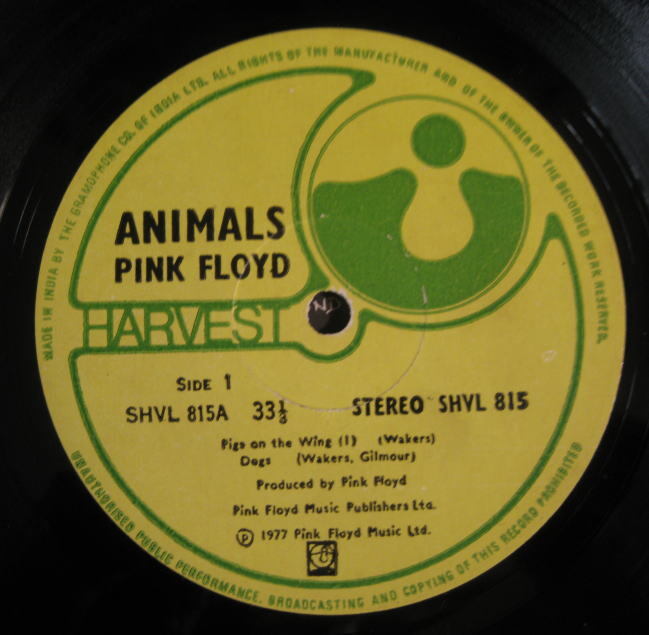 MADE IN INDIA BY THE GRAMOPHONE CO. OF INDIA LTD. ALL RIGHTS OF THE MANUFACTURER AND OF THE OWNER OF THE RECORDED WORK RESERVED.
ANIMALS
PINK FLOYD
HARVEST
SIDE 1
SHVL 815A 33⅓ STEREO SHVL 815
Pigs on the Wing (1) (Wakers)
Dogs (Wakers, Gilmour)
Produced by Pink Floyd
Pink Floyd Music Publishers Ltd.
Ⓟ 1977 Pink Floyd Music Ltd.
UNAUTHORISED PUBLIC PERFORMANCE, BROADCASTING AND COPYING OF THIS RECORD PROHIBITED